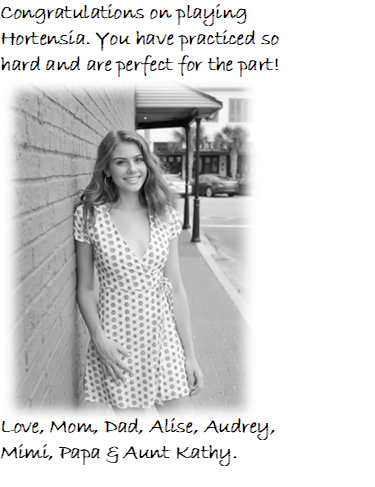 Congratulations on playing
Hortensia. You have practiced so
hard and are perfect for the part!
Love, Mom, Dad, Alise, Audrey,
Mimi, Papa & Aunt Kathy.